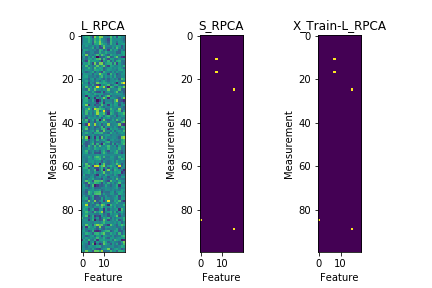 L_RPCA S_RPCA X_Train-L_RPCA
0 0 0
20 20 20
40 40 40
60 60 60
80 80 80
Measurement Measurement Measurement
0 10 0 10 0 10
Feature Feature Feature